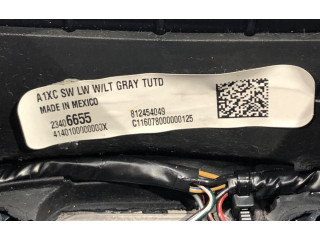 A1XC SW LW W/LT GRAY TUTD
MADE IN MEXICO
23406655 812454049
4140100000000X C116078000000125